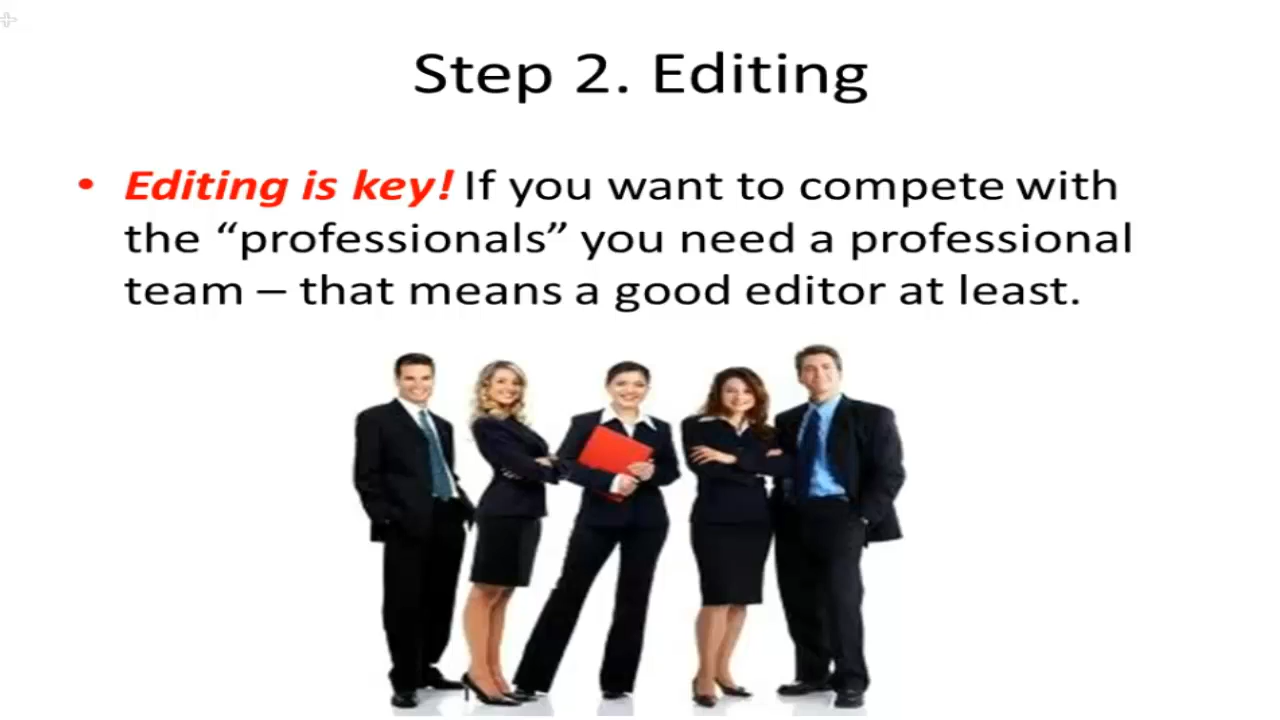 Step 2. Editing
• Editing is key! If you want to compete with
the “professionals” you need a professional
team – that means a good editor at least.